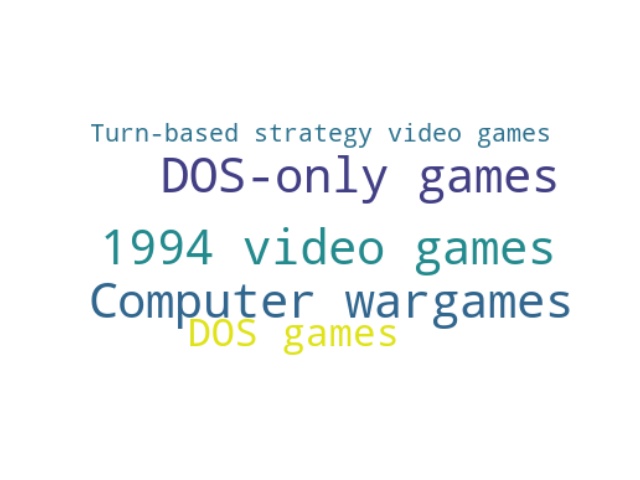 Turn-based strategy video games
DOS-only games
1994 video games
Computer wargames
DOS games